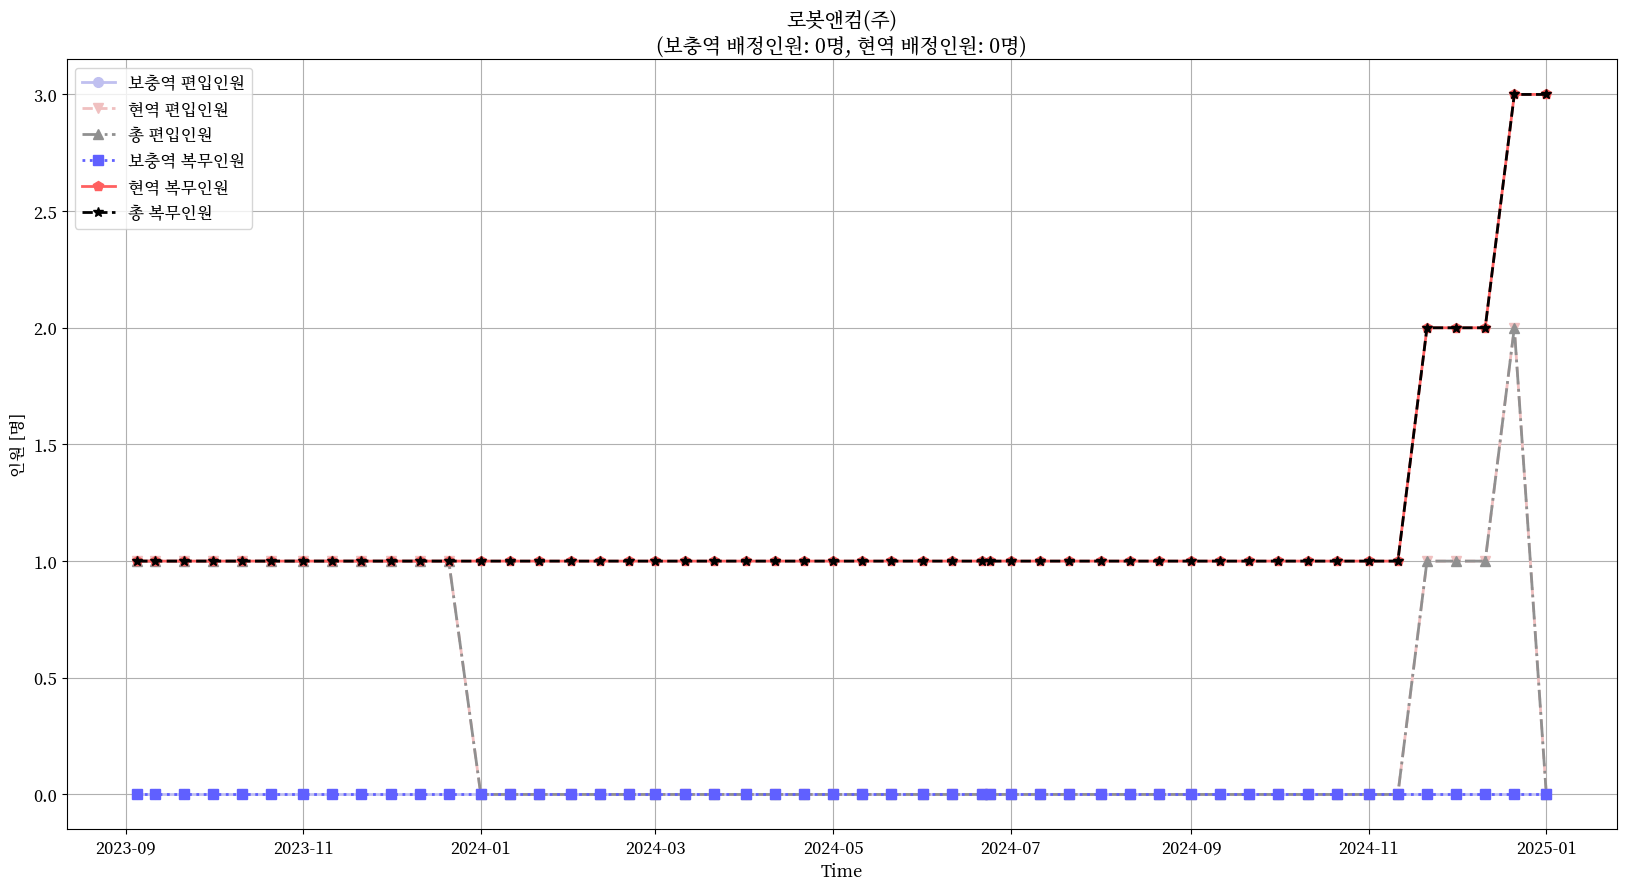 로봇앤컴(주)
(보충역 배정인원: 0명, 현역 배정인원: 0명)
보충역 편입인원
현역 편입인원
총 편입인원
보충역 복무인원
현역 복무인원
총 복무인원
인원 [명]
3.0
2.5
2.0
1.5
1.0
0.5
0.0
2023-09
2023-11
2024-01
2024-03
2024-05
2024-07
2024-09
2024-11
2025-01
Time